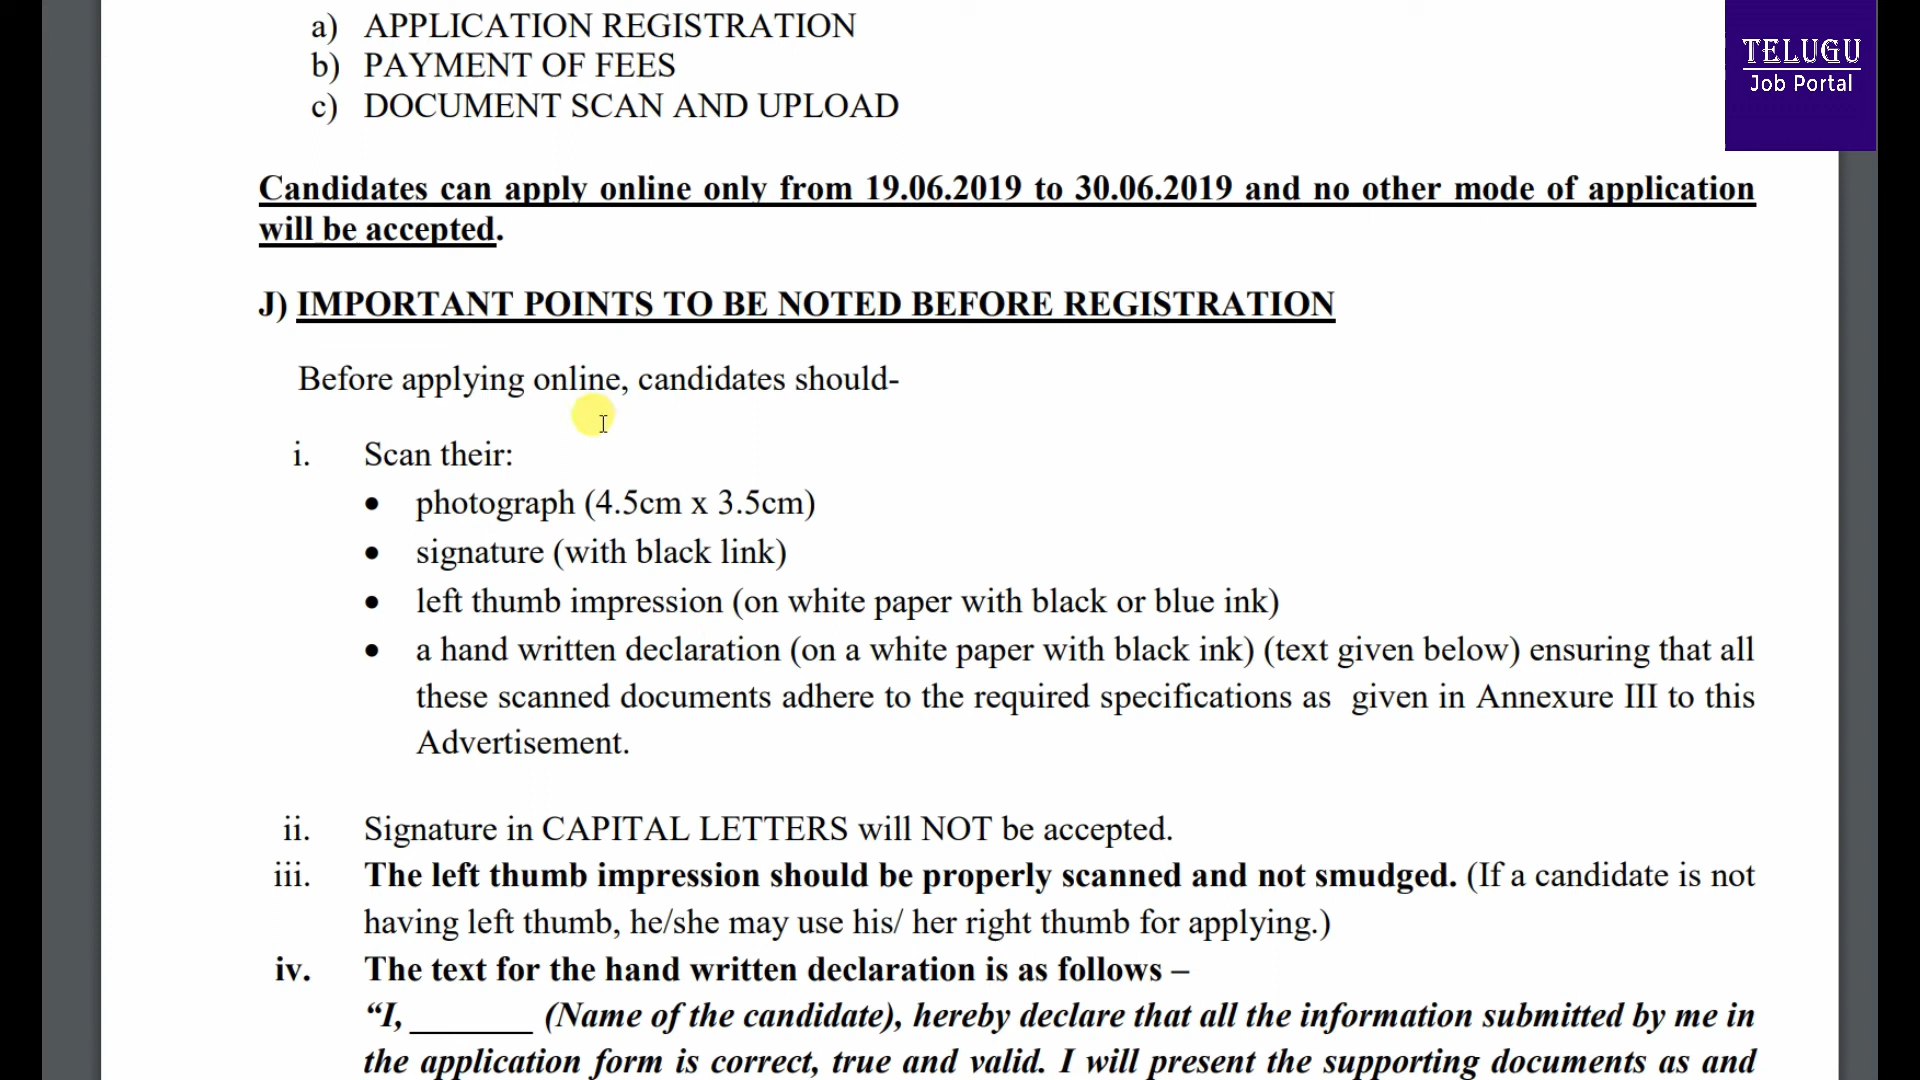 a) APPLICATION REGISTRATION
b) PAYMENT OF FEES
c) DOCUMENT SCAN AND UPLOAD
TELUGU
Job Portal
Candidates can apply online only from 19.06.2019 to 30.06.2019 and no other mode of application
will be accepted.
J) IMPORTANT POINTS TO BE NOTED BEFORE REGISTRATION
Before applying online, candidates should-
i. Scan their:
• photograph (4.5cm x 3.5cm)
• signature (with black link)
• left thumb impression (on white paper with black or blue ink)
• a hand written declaration (on a white paper with black ink) (text given below) ensuring that all
these scanned documents adhere to the required specifications as given in Annexure III to this
Advertisement.
ii. Signature in CAPITAL LETTERS will NOT be accepted.
iii. The left thumb impression should be properly scanned and not smudged. (If a candidate is not
having left thumb, he/she may use his/ her right thumb for applying.)
iv. The text for the hand written declaration is as follows –
“I, _______ (Name of the candidate), hereby declare that all the information submitted by me in
the application form is correct, true and valid. I will present the supporting documents as and